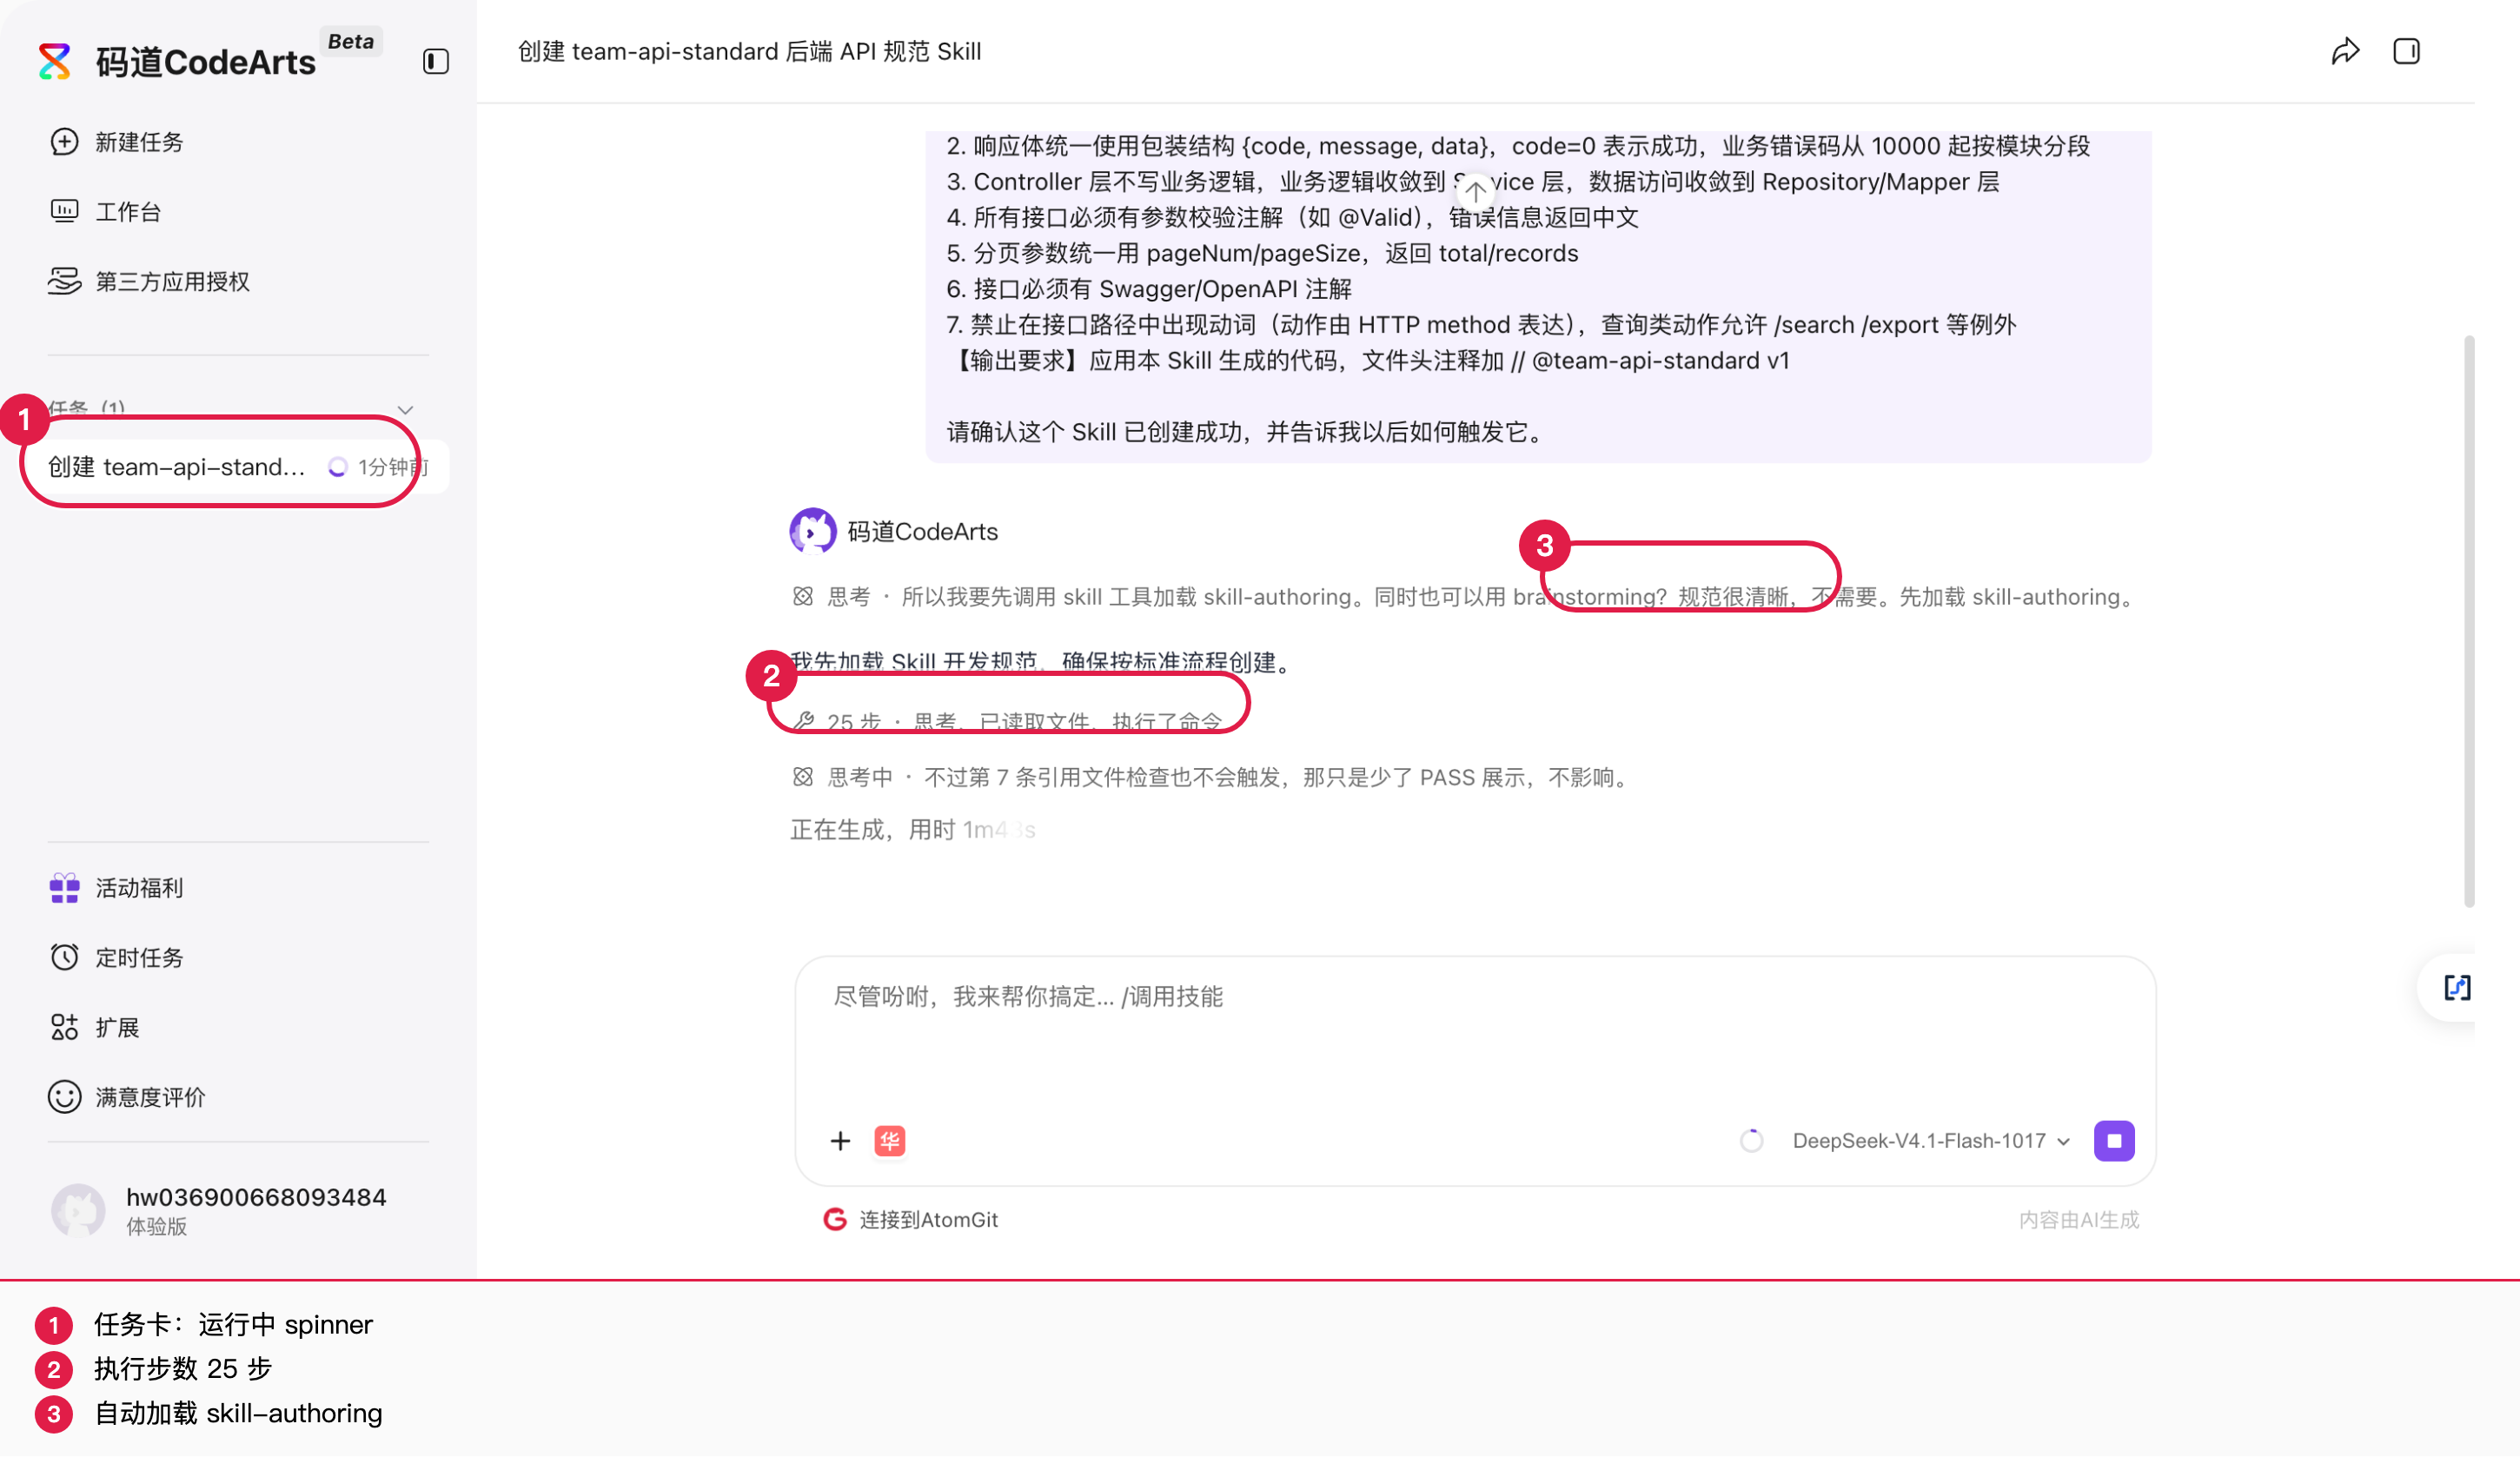 码道CodeArts
Beta
新建任务
工作台
第三方应用授权
任务 (1)
1
创建 team-api-stand... 1分钟前
活动福利
定时任务
扩展
满意度评价
hw036900668093484
体验版
创建 team-api-standard 后端 API 规范 Skill
2. 响应体统一使用包装结构 {code, message, data}，code=0 表示成功，业务错误码从 10000 起按模块分段
3. Controller 层不写业务逻辑，业务逻辑收敛到 Service 层，数据访问收敛到 Repository/Mapper 层
4. 所有接口必须有参数校验注解（如 @Valid），错误信息返回中文
5. 分页参数统一用 pageNum/pageSize，返回 total/records
6. 接口必须有 Swagger/OpenAPI 注解
7. 禁止在接口路径中出现动词（动作由 HTTP method 表达），查询类动作允许 /search /export 等例外
【输出要求】应用本 Skill 生成的代码，文件头注释加 // @team-api-standard v1
请确认这个 Skill 已创建成功，并告诉我以后如何触发它。
码道CodeArts
3
思考 · 所以我要先调用 skill 工具加载 skill-authoring。同时也可以用 brainstorming？规范很清晰，不需要。先加载 skill-authoring。
我先加载 Skill 开发规范，确保按标准流程创建。
2
25 步 · 思考、已读取文件、执行了命令
思考中 · 不过第 7 条引用文件检查也不会触发，那只是少了 PASS 展示，不影响。
正在生成，用时 1m43s
尽管吩咐，我来帮你搞定... /调用技能
华
DeepSeek-V4.1-Flash-1017
连接到AtomGit
内容由AI生成
1 任务卡：运行中 spinner
2 执行步数 25 步
3 自动加载 skill-authoring